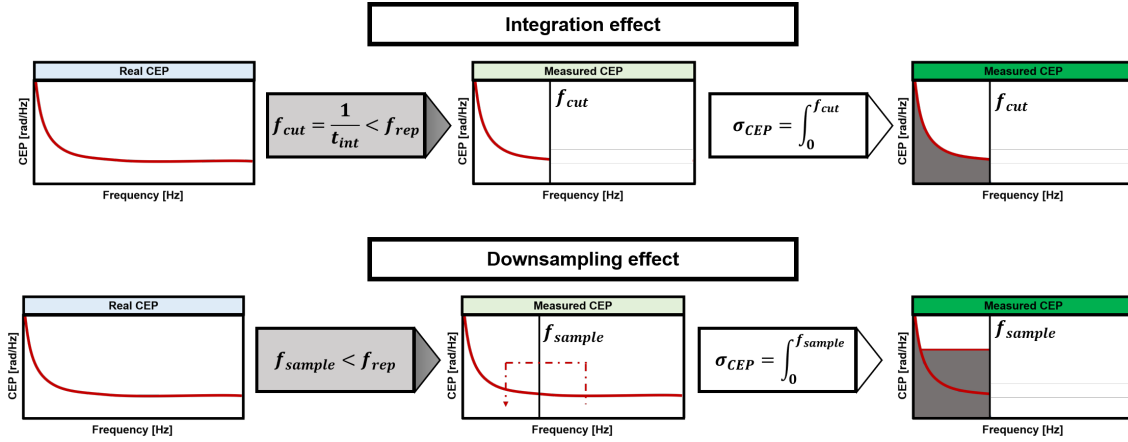 Integration effect
Real CEP
CEP [rad/Hz]
Frequency [Hz]
f_cut = 1/t_int < f_rep
Measured CEP
CEP [rad/Hz]
f_cut
Frequency [Hz]
σ_CEP = ∫_0^f_cut
Measured CEP
CEP [rad/Hz]
f_cut
Frequency [Hz]
Downsampling effect
Real CEP
CEP [rad/Hz]
Frequency [Hz]
f_sample < f_rep
Measured CEP
CEP [rad/Hz]
f_sample
Frequency [Hz]
σ_CEP = ∫_0^f_sample
Measured CEP
CEP [rad/Hz]
f_sample
Frequency [Hz]